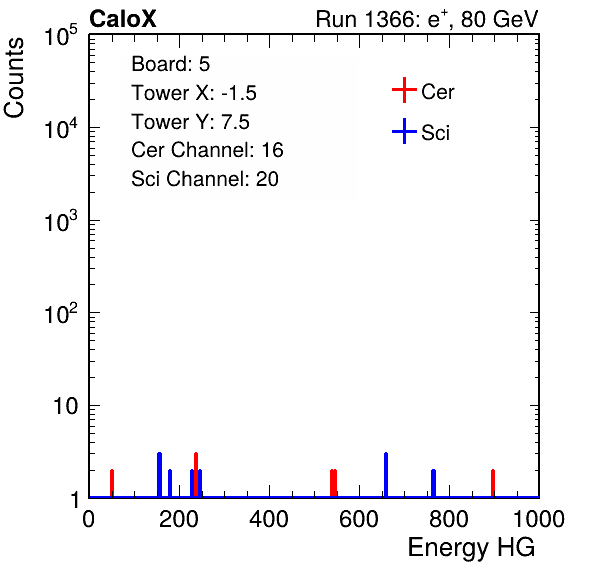 CaloX Run 1366: e⁺, 80 GeV
Counts
Board: 5
Tower X: -1.5
Tower Y: 7.5
Cer Channel: 16
Sci Channel: 20
Cer
Sci
10⁵
10⁴
10³
10²
10
1
0 200 400 600 800 1000
Energy HG